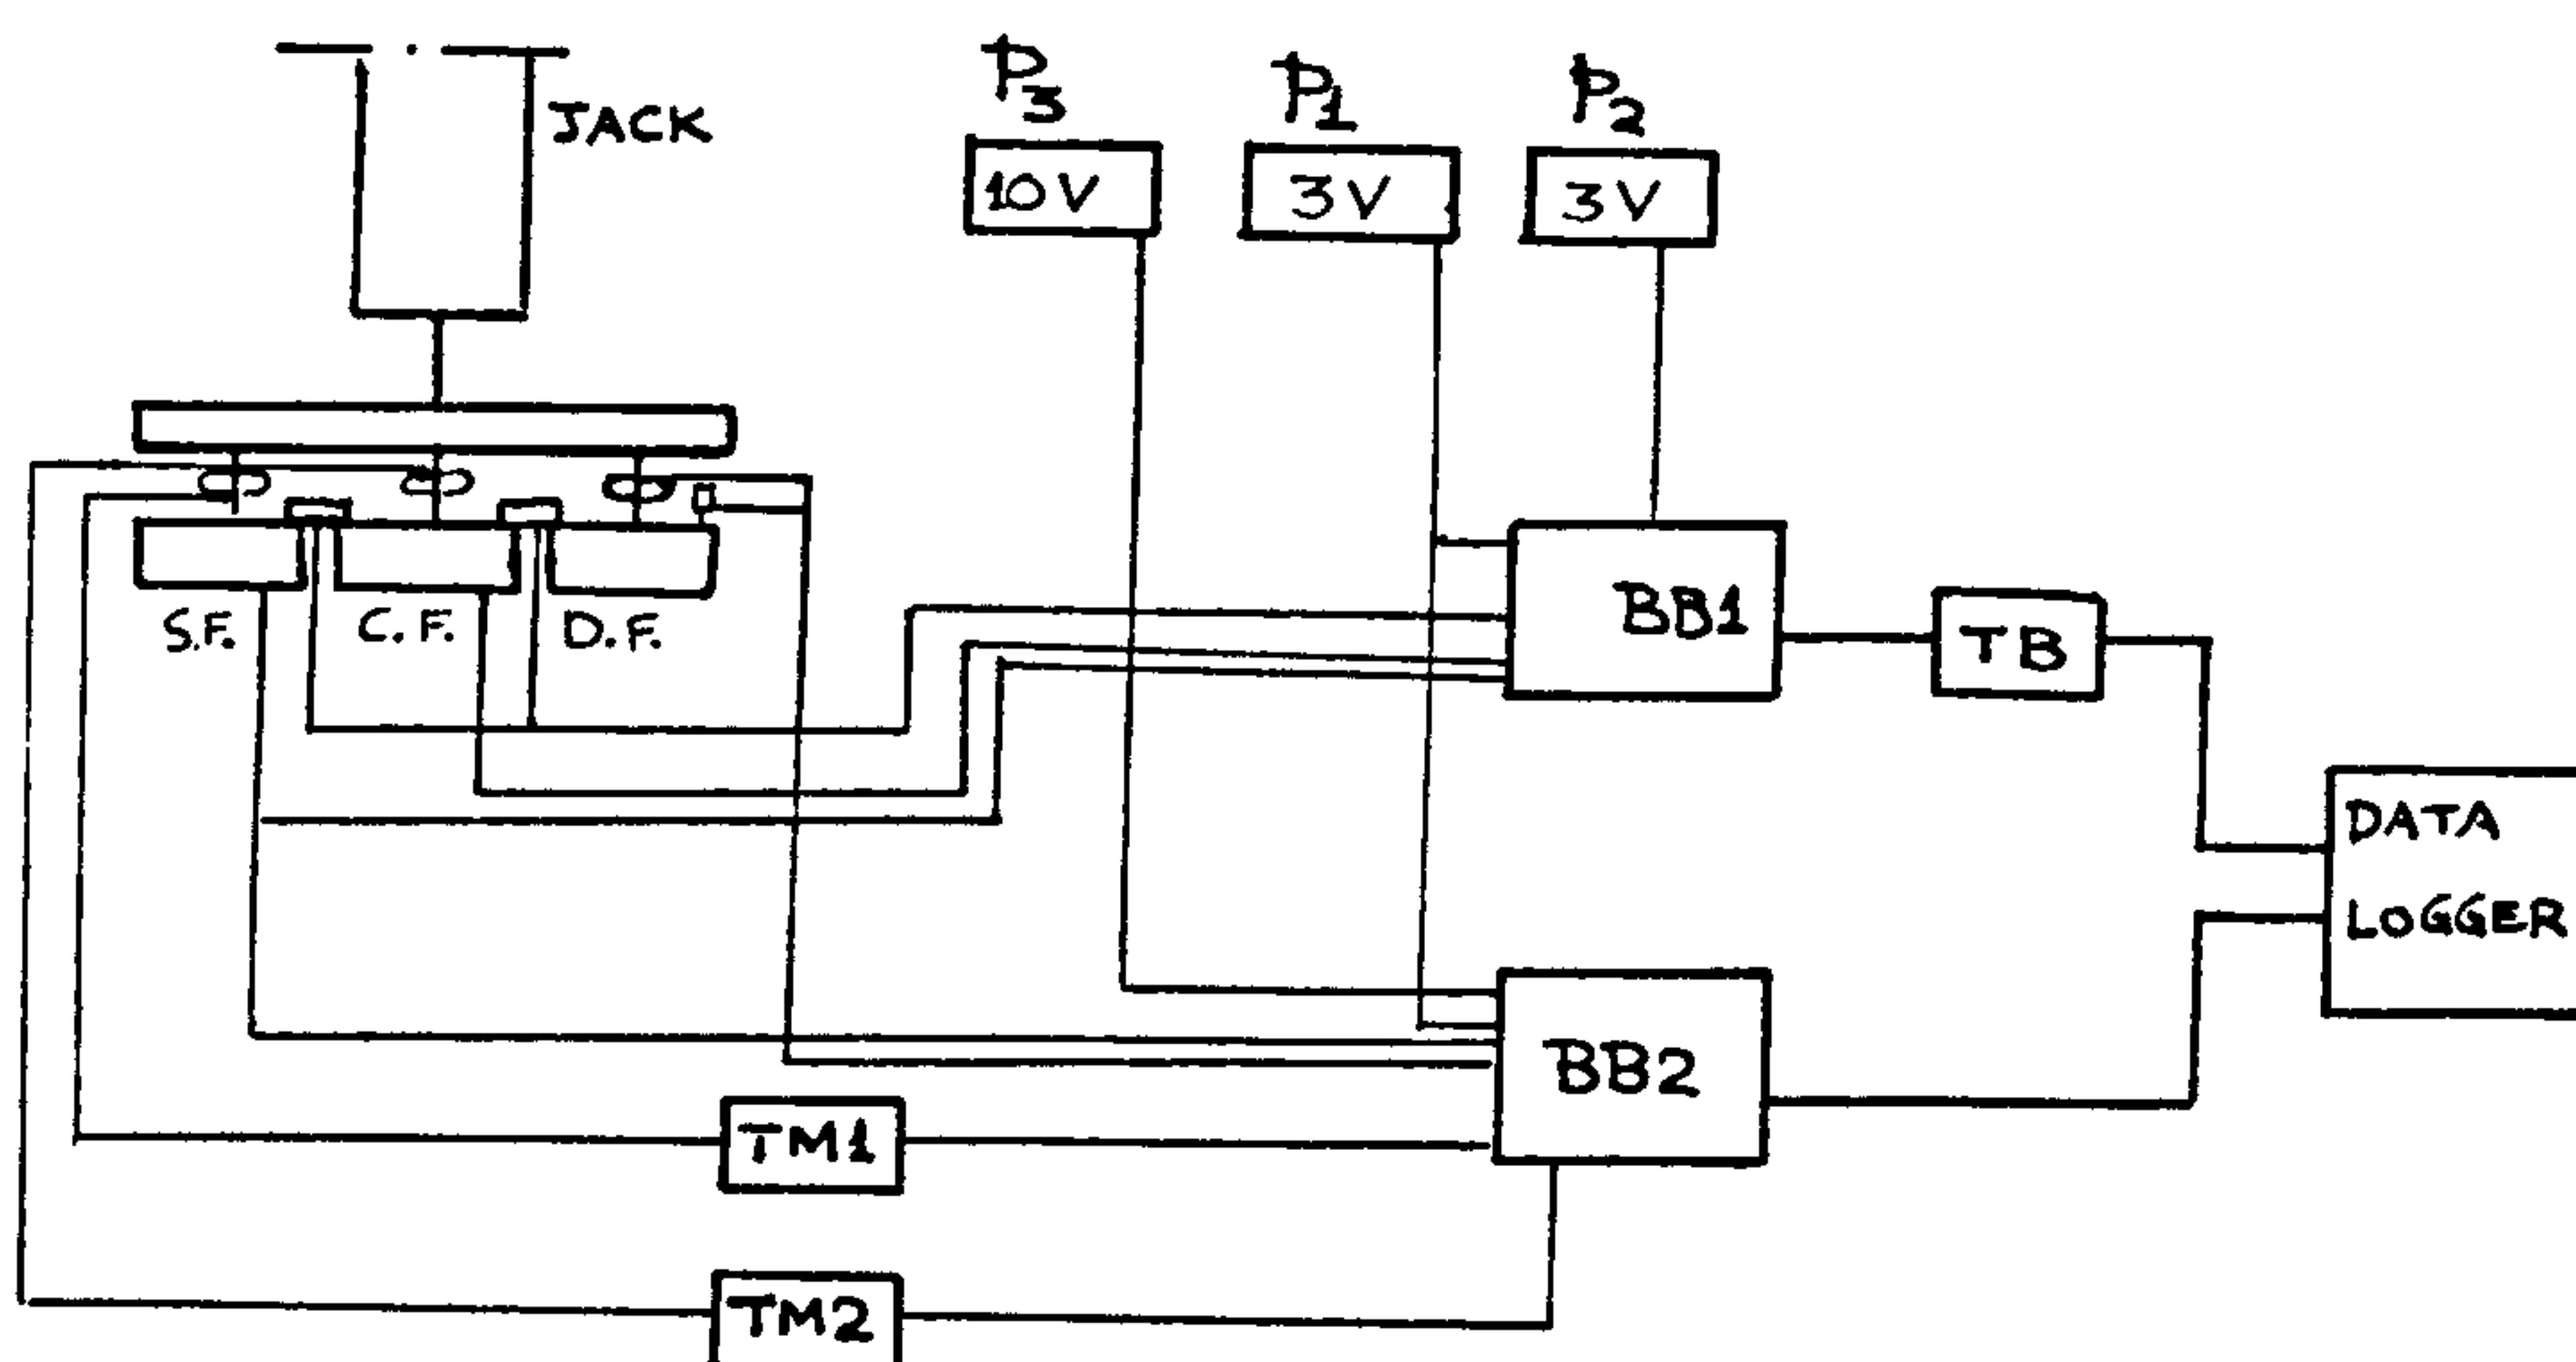 JACK
P3
P1
P2
10V
3V
3V
S.F.
C.F.
D.F.
BB1
TB
DATA
LOGGER
BB2
TM1
TM2